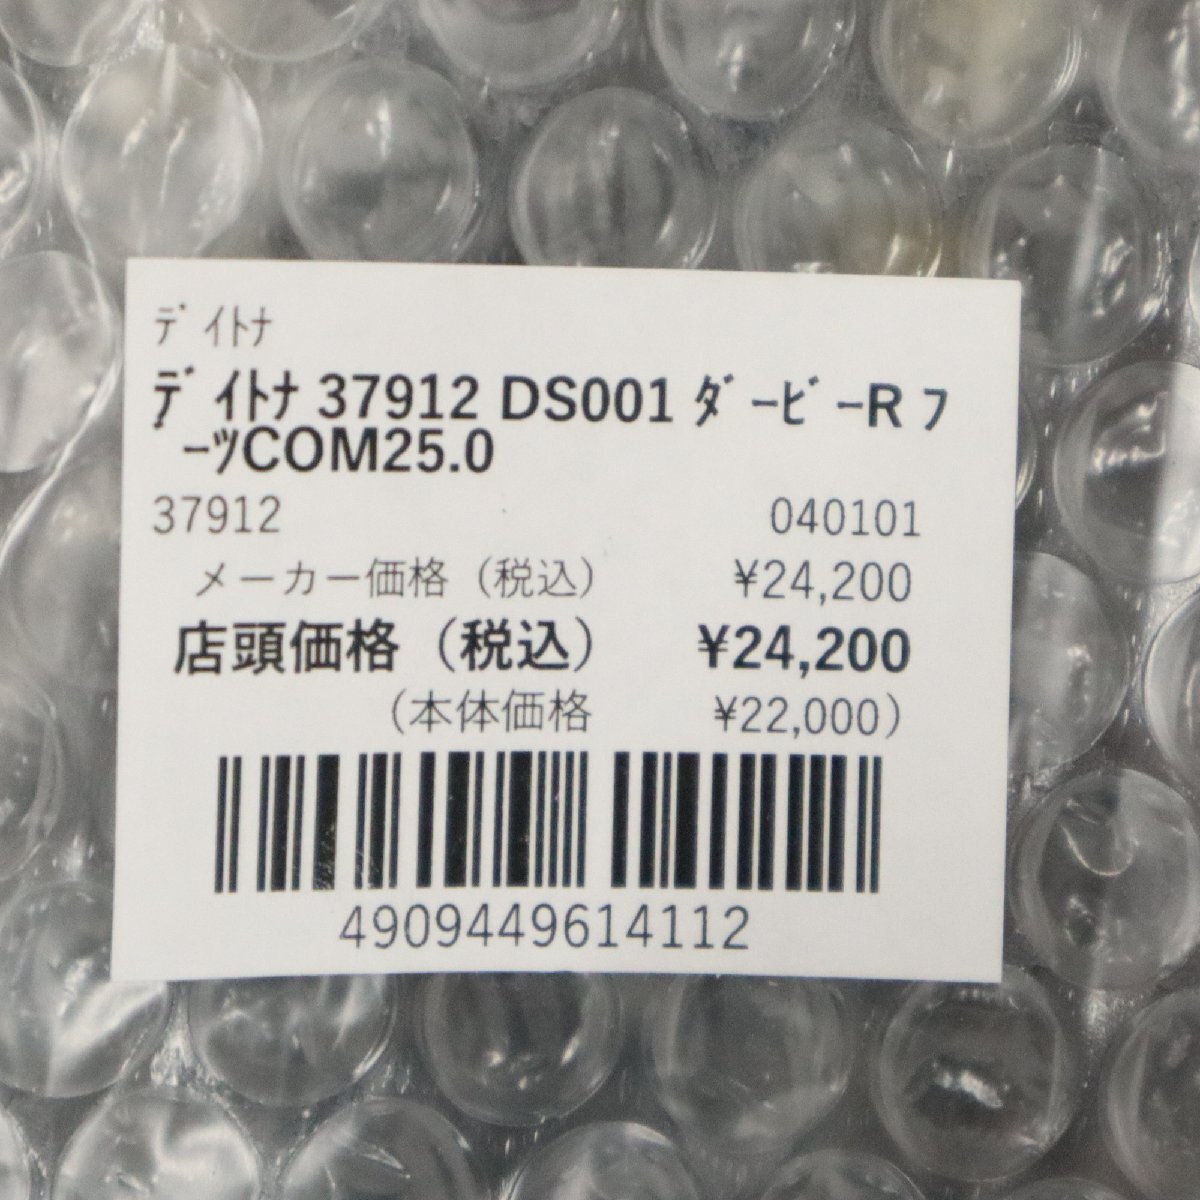 ﾃﾞｲﾄﾅ
ﾃﾞｲﾄﾅ 37912 DS001 ﾀﾞｰﾋﾞｰR ﾌ
ｰﾂCOM25.0
37912 040101
メーカー価格（税込） ¥24,200
店頭価格（税込） ¥24,200
（本体価格 ¥22,000）
4909449614112